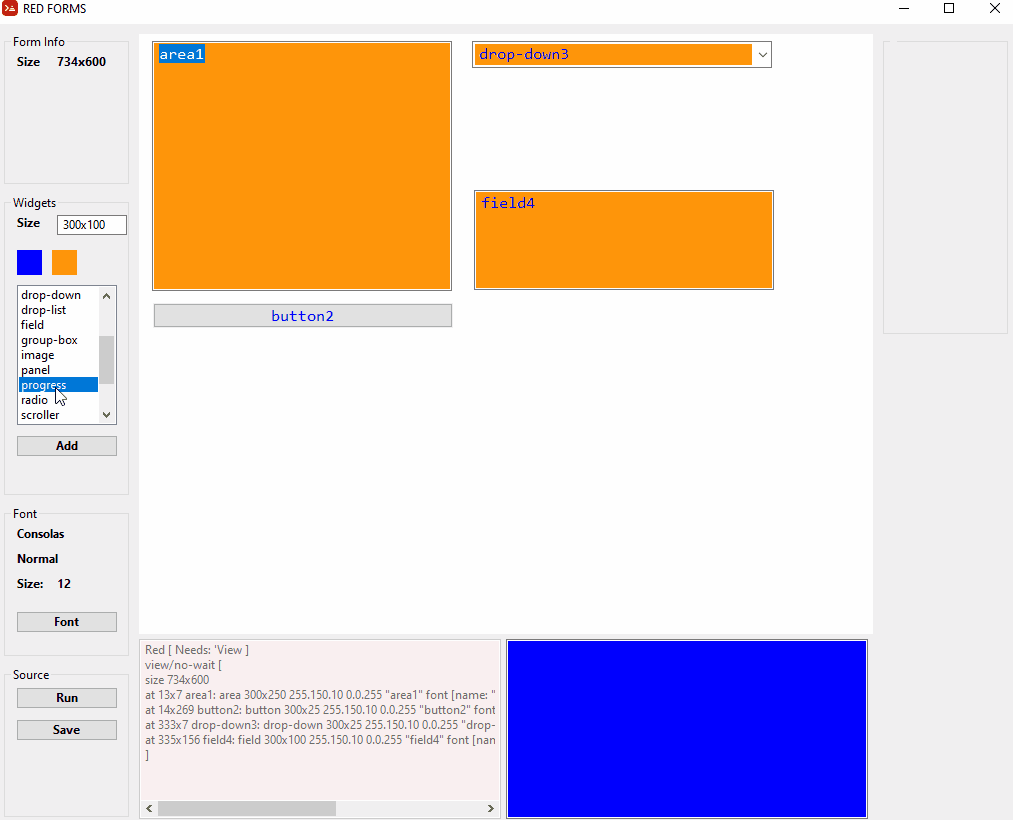 RED FORMS
Form Info
Size 734x600
Widgets
Size 300x100
drop-down
drop-list
field
group-box
image
panel
progress
radio
scroller
Add
Font
Consolas
Normal
Size: 12
Font
Source
Run
Save
area1
drop-down3
field4
button2
Red [ Needs: 'View ]
view/no-wait [
size 734x600
at 13x7 area1: area 300x250 255.150.10 0.0.255 "area1" font [name: "
at 14x269 button2: button 300x25 255.150.10 0.0.255 "button2" font
at 333x7 drop-down3: drop-down 300x25 255.150.10 0.0.255 "drop-
at 335x156 field4: field 300x100 255.150.10 0.0.255 "field4" font [nan
]